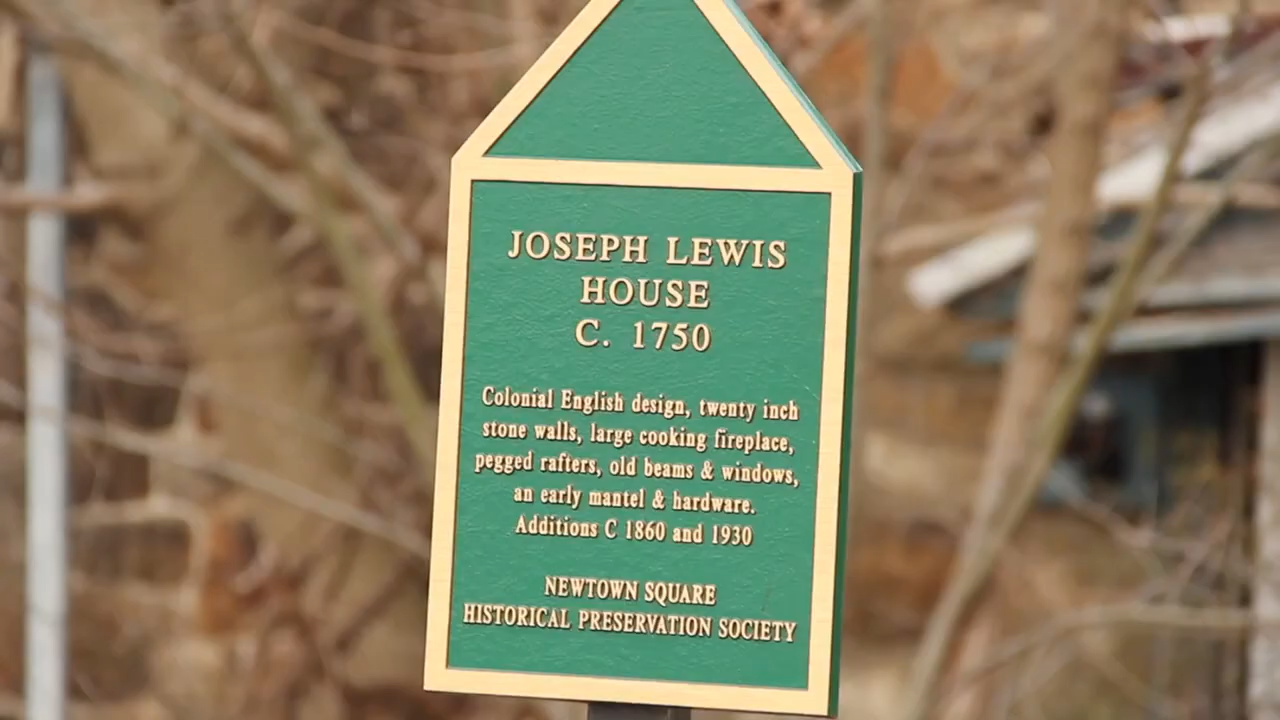 JOSEPH LEWIS
HOUSE
C. 1750
Colonial English design, twenty inch
stone walls, large cooking fireplace,
pegged rafters, old beams & windows,
an early mantel & hardware.
Additions C 1860 and 1930
NEWTOWN SQUARE
HISTORICAL PRESERVATION SOCIETY